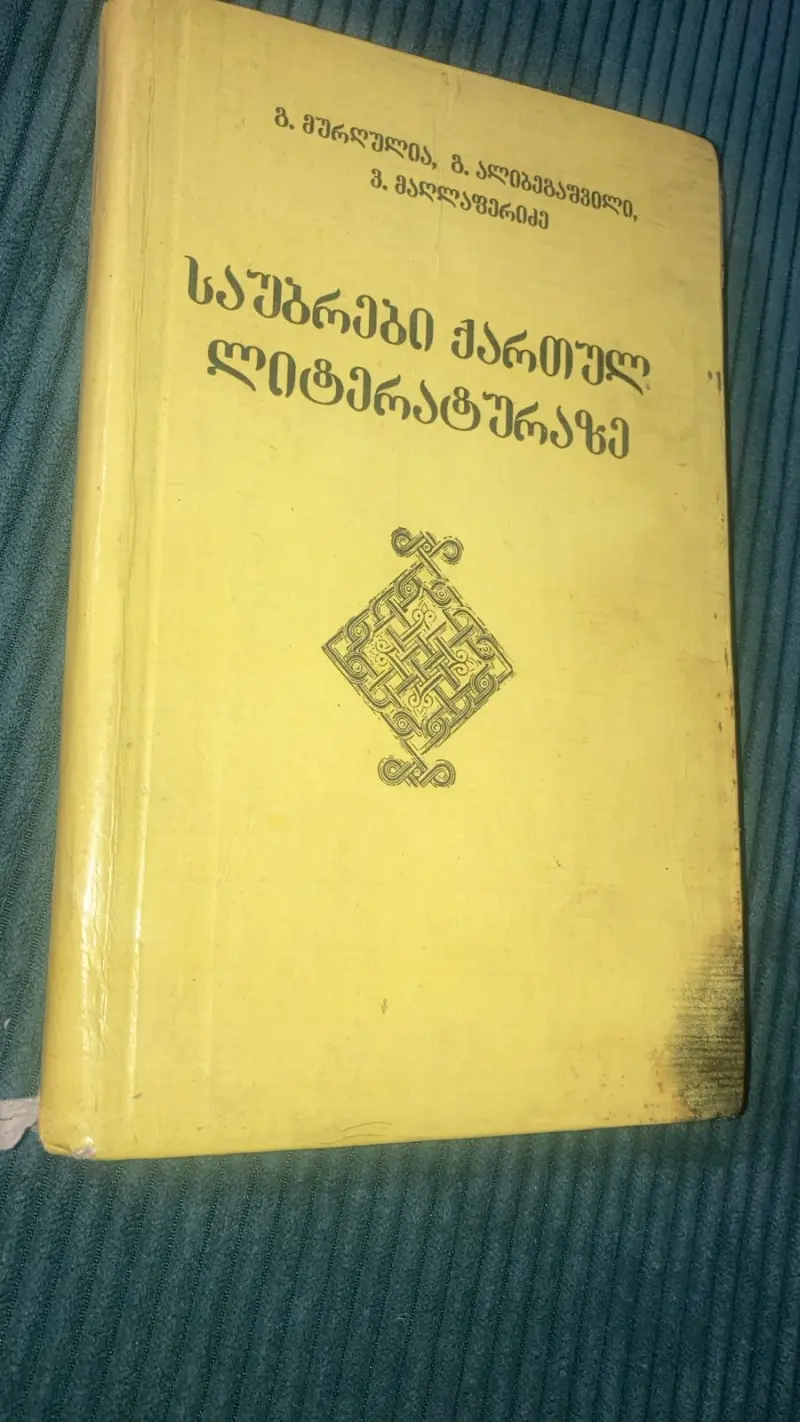 გ. მურღულია, გ. ალიბეგაშვილი,
ვ. მაღლაფერიძე
საუბრები ქართულ
ლიტერატურაზე